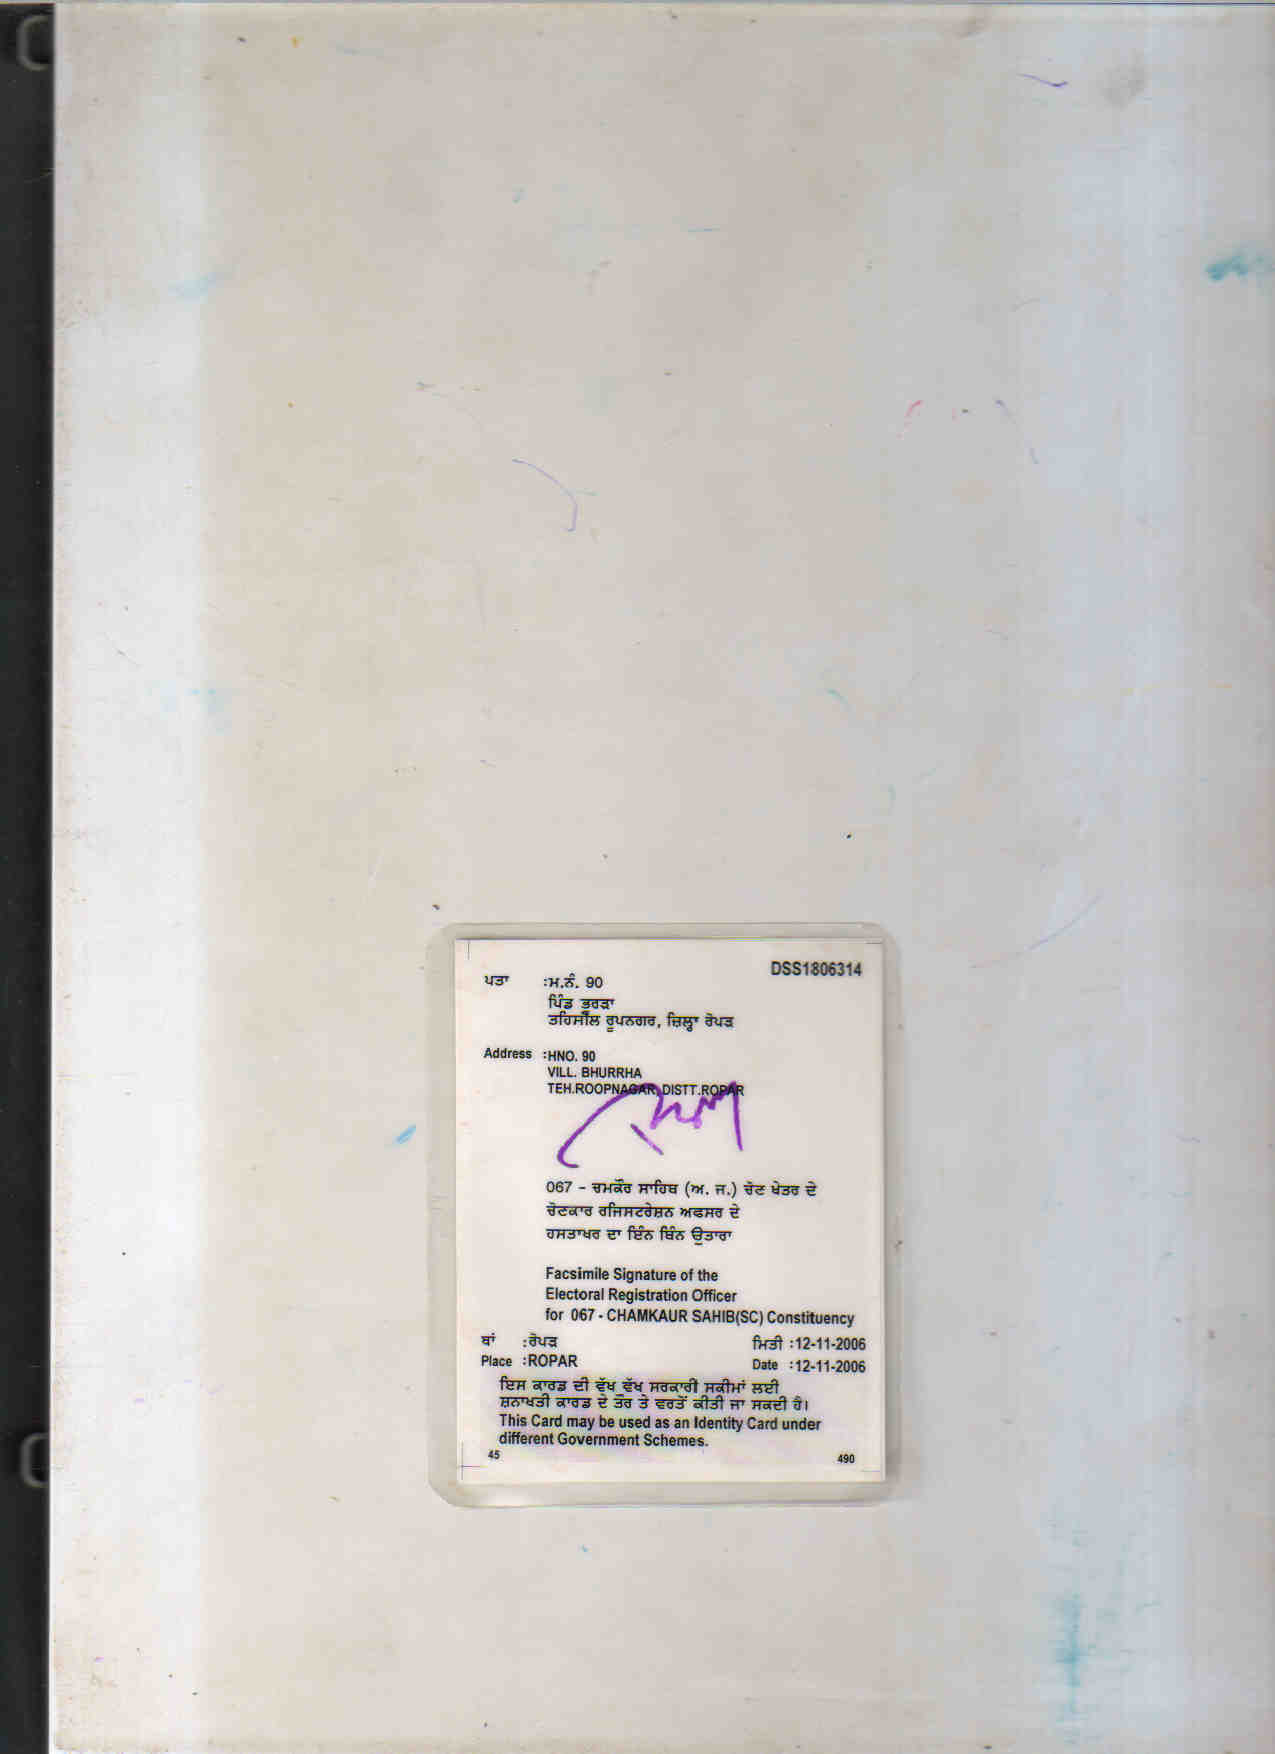 DSS1806314
ਪਤਾ :ਮ.ਨੰ. 90
ਪਿੰਡ ਭੂਰੜਾ
ਤਹਿਸੀਲ ਰੂਪਨਗਰ, ਜ਼ਿਲ੍ਹਾ ਰੋਪੜ
Address :HNO. 90
VILL. BHURRHA
TEH.ROOPNAGAR, DISTT.ROPAR
067 - ਚਮਕੌਰ ਸਾਹਿਬ (ਅ. ਜ.) ਚੋਣ ਖੇਤਰ ਦੇ
ਚੋਣਕਾਰ ਰਜਿਸਟਰੇਸ਼ਨ ਅਫਸਰ ਦੇ
ਹਸਤਾਖਰ ਦਾ ਇੰਨ ਬਿੰਨ ਉਤਾਰਾ
Facsimile Signature of the
Electoral Registration Officer
for 067 - CHAMKAUR SAHIB(SC) Constituency
ਥਾਂ :ਰੋਪੜ ਮਿਤੀ :12-11-2006
Place :ROPAR Date :12-11-2006
ਇਸ ਕਾਰਡ ਦੀ ਵੱਖ ਵੱਖ ਸਰਕਾਰੀ ਸਕੀਮਾਂ ਲਈ
ਸ਼ਨਾਖਤੀ ਕਾਰਡ ਦੇ ਤੌਰ ਤੇ ਵਰਤੋਂ ਕੀਤੀ ਜਾ ਸਕਦੀ ਹੈ।
This Card may be used as an Identity Card under
different Government Schemes.
45 490